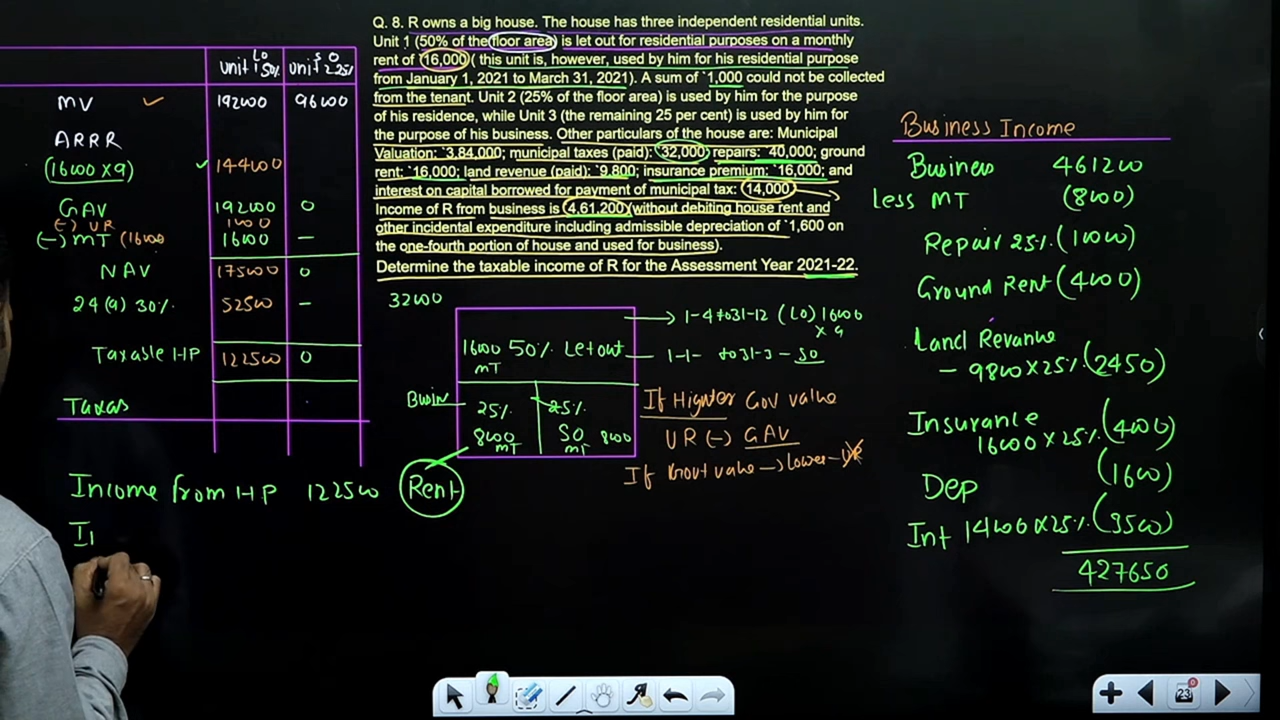 Q. 8. R owns a big house. The house has three independent residential units.
Unit 1 (50% of the floor area) is let out for residential purposes on a monthly
rent of 16,000( this unit is, however, used by him for his residential purpose
from January 1, 2021 to March 31, 2021). A sum of `1,000 could not be collected
from the tenant. Unit 2 (25% of the floor area) is used by him for the purpose
of his residence, while Unit 3 (the remaining 25 per cent) is used by him for
the purpose of his business. Other particulars of the house are: Municipal
Valuation: `3,84,000; municipal taxes (paid): `32,000; repairs: `40,000; ground
rent: `16,000; land revenue (paid): `9,800; insurance premium: `16,000; and
interest on capital borrowed for payment of municipal tax: `14,000
Income of R from business is `4,61,200 (without debiting house rent and
other incidental expenditure including admissible depreciation of `1,600 on
the one-fourth portion of house and used for business).
Determine the taxable income of R for the Assessment Year 2021-22.
LO SO
Unit 1 50% Unit 2 25%
MV 192000 96000
ARRR
(16000 x 9) 144000
GAV 192000 0
(-) UR 1000
(-) MT (16000 16000 -
NAV 175000 0
24 (a) 30% 52500 -
Taxable HP 122500 0
Taxas
Income from HP 122500
In
32000
1-4 to 31-12 (LO) 16000
x 9
16000 50% Let out 1-1- to 31-3 - SO
MT
Busin 25% 25%
8000 SO 8000
MT MT
Rent
If Higher Gov value
UR (-) GAV
If Gout value → lower - UR
Business Income
Business 461200
less MT (8000)
Repair 25% (10000)
Ground Rent (4000)
Land Revanue
- 9800 x 25% (2450)
Insurance
16000 x 25% (4000)
Dep (1600)
Int 14000 x 25% (3500)
427650
23
0